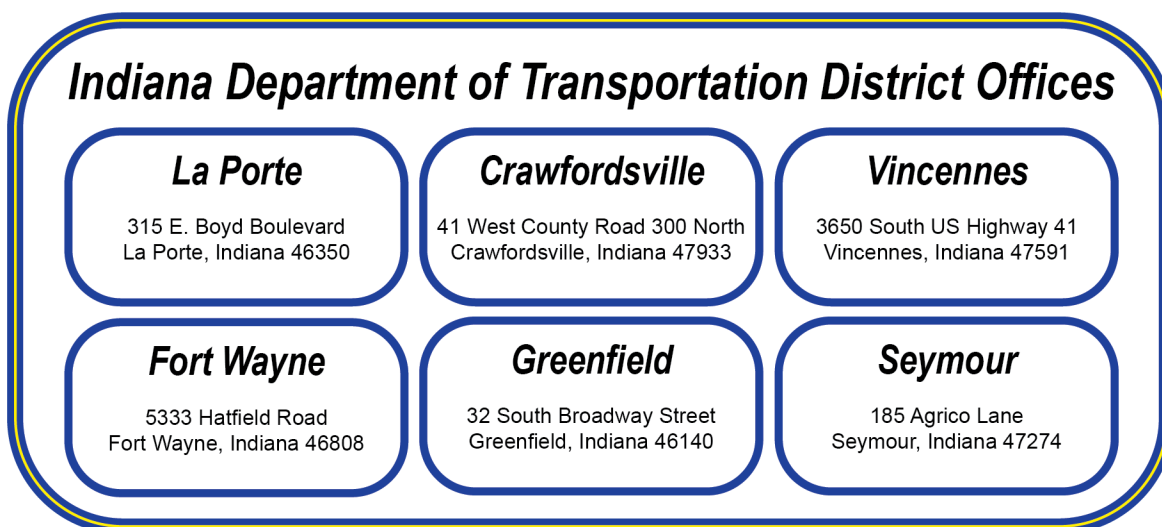 Indiana Department of Transportation District Offices
La Porte
315 E. Boyd Boulevard
La Porte, Indiana 46350
Crawfordsville
41 West County Road 300 North
Crawfordsville, Indiana 47933
Vincennes
3650 South US Highway 41
Vincennes, Indiana 47591
Fort Wayne
5333 Hatfield Road
Fort Wayne, Indiana 46808
Greenfield
32 South Broadway Street
Greenfield, Indiana 46140
Seymour
185 Agrico Lane
Seymour, Indiana 47274